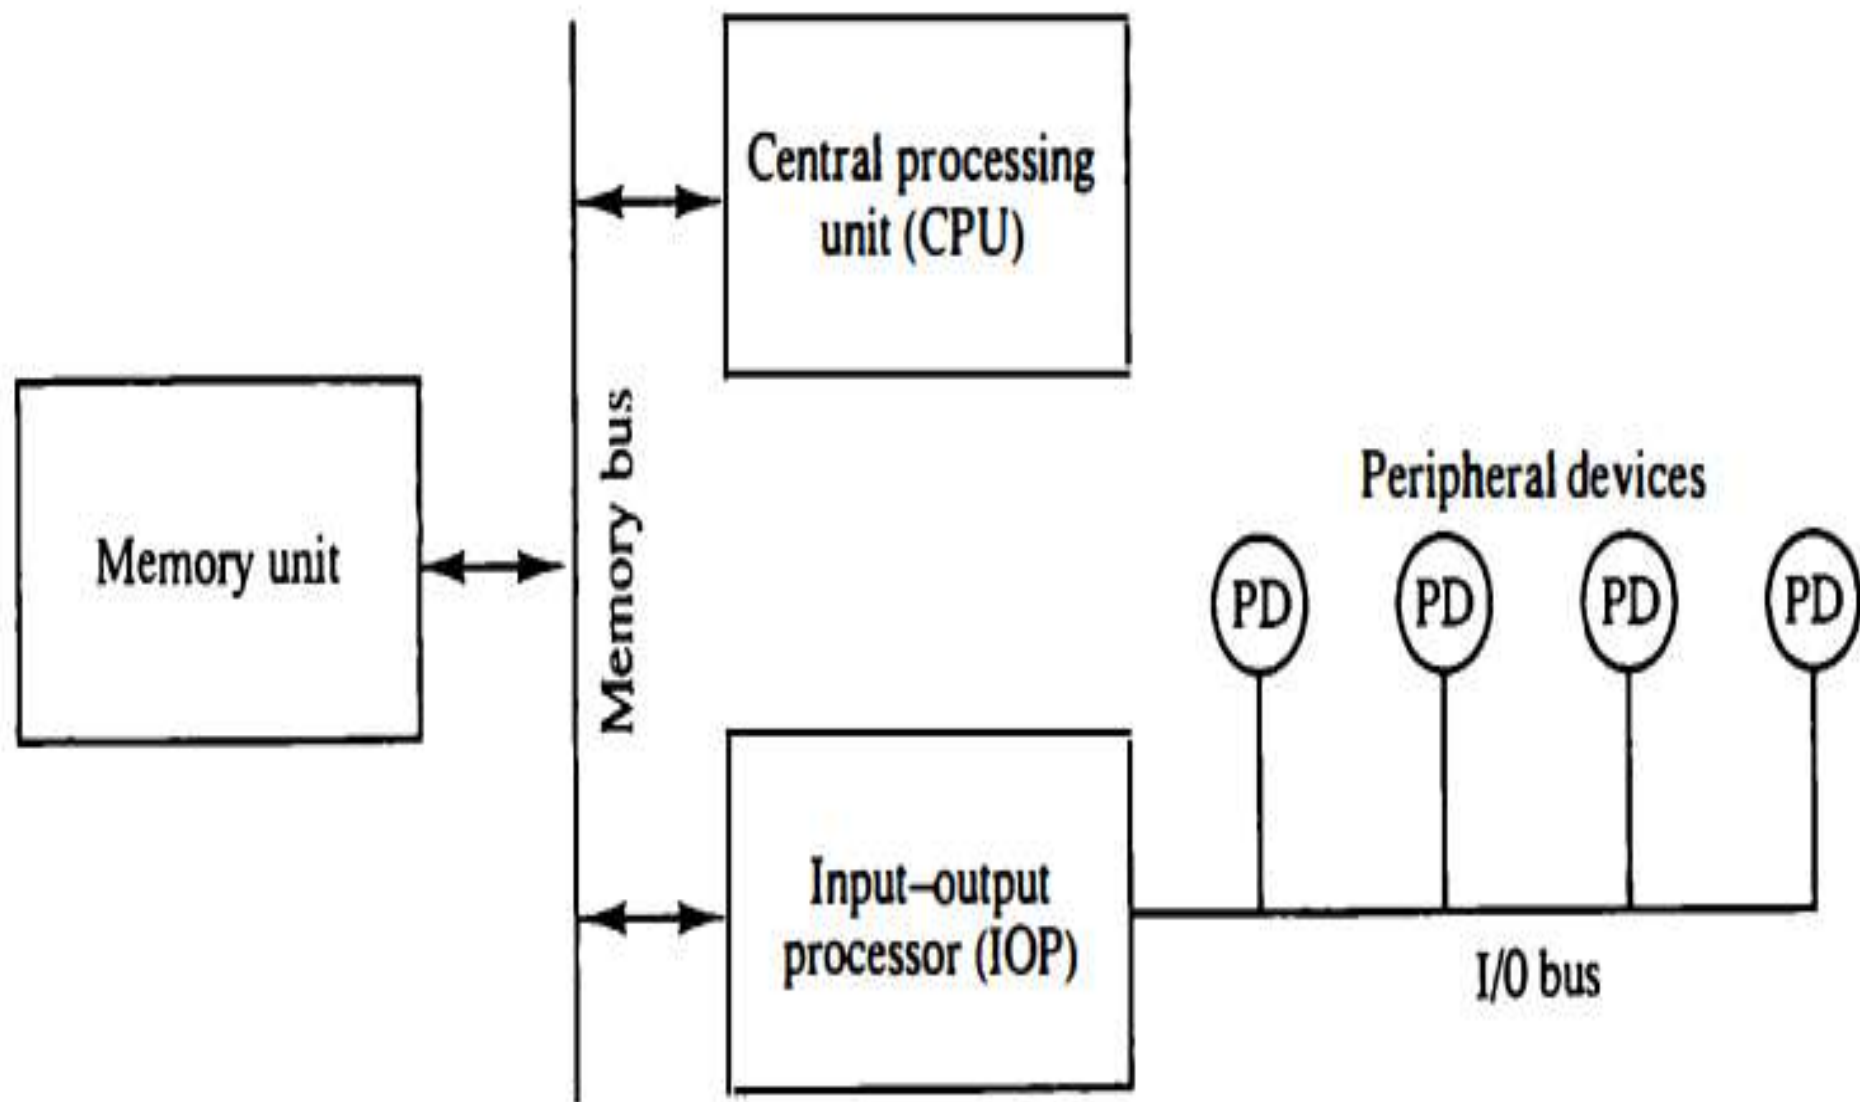 Central processing
unit (CPU)
Memory unit
Memory bus
Peripheral devices
PD
PD
PD
PD
Input–output
processor (IOP)
I/0 bus